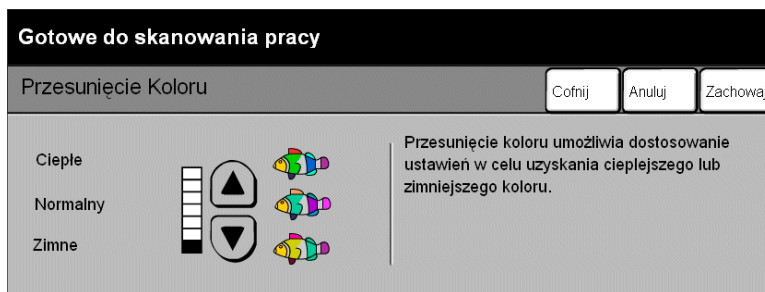 Gotowe do skanowania pracy
Przesunięcie Koloru
Cofnij
Anuluj
Zachowaj
Ciepłe
Normalny
Zimne
Przesunięcie koloru umożliwia dostosowanie
ustawień w celu uzyskania cieplejszego lub
zimniejszego koloru.